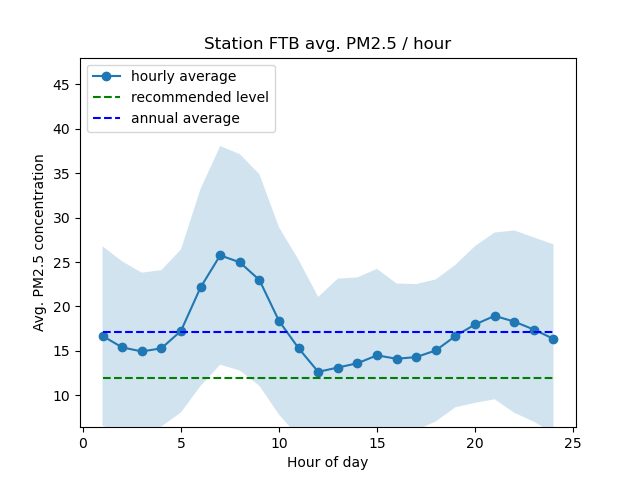 Station FTB avg. PM2.5 / hour
hourly average
recommended level
annual average
Avg. PM2.5 concentration
45
40
35
30
25
20
15
10
0 5 10 15 20 25
Hour of day